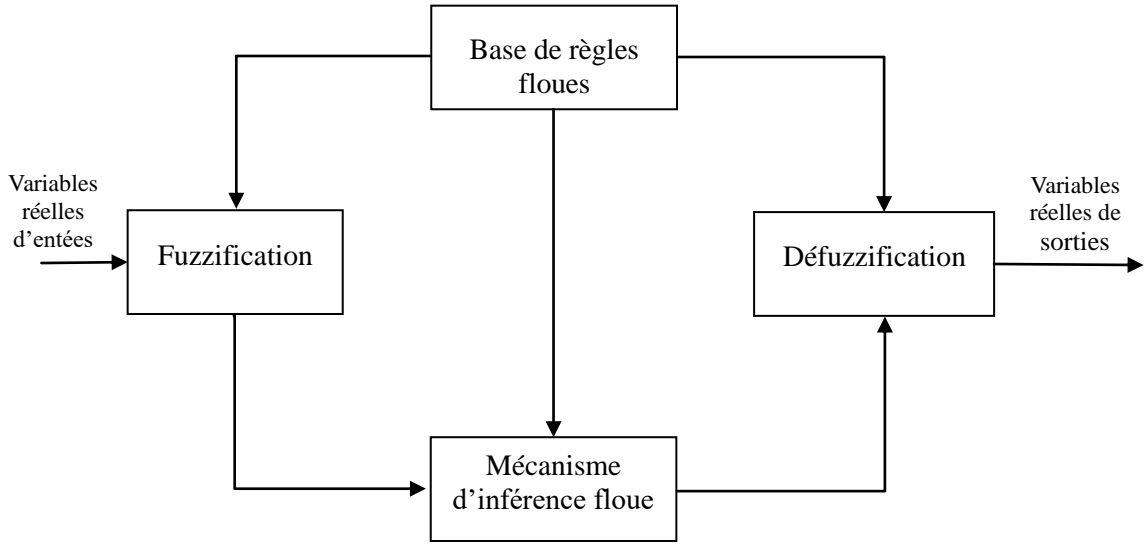 Base de règles
floues
Variables
réelles
d’entées
Fuzzification
Défuzzification
Variables
réelles de
sorties
Mécanisme
d’inférence floue